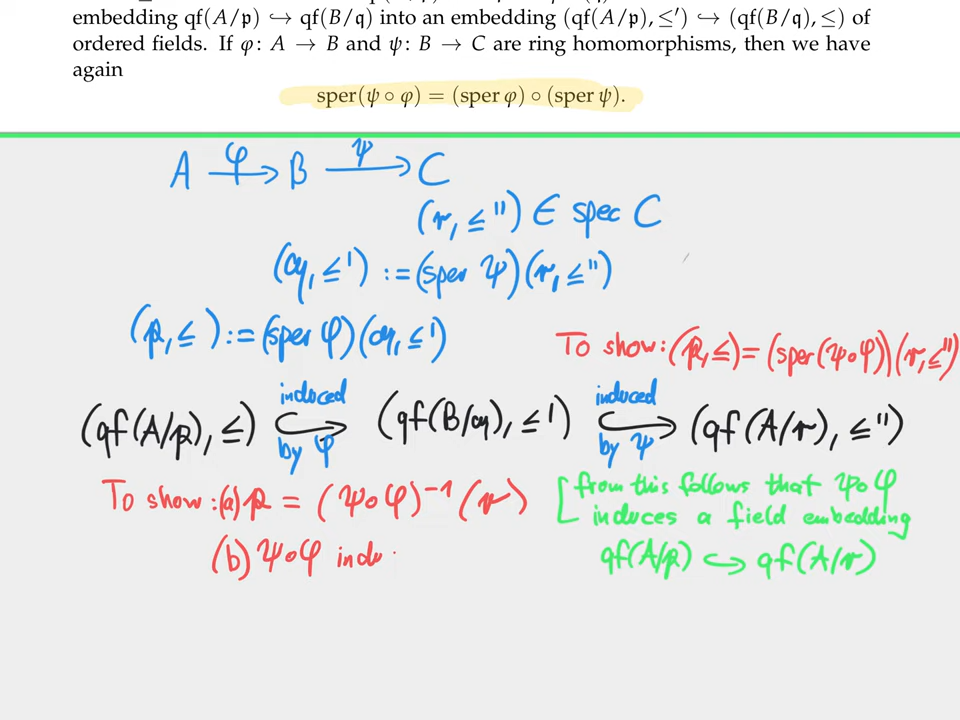 embedding qf(A/𝔭) ↪ qf(B/𝔮) into an embedding (qf(A/𝔭), ≤′) ↪ (qf(B/𝔮), ≤) of
ordered fields. If φ: A → B and ψ: B → C are ring homomorphisms, then we have
again
sper(ψ ∘ φ) = (sper φ) ∘ (sper ψ).
A —φ→ B —ψ→ C
(𝔯, ≤″) ∈ spec C
(𝔮, ≤′) := (sper ψ)(𝔯, ≤″)
(𝔭, ≤) := (sper φ)(𝔮, ≤′)
To show: (𝔭, ≤) = (sper(ψ∘φ))(𝔯, ≤″)
(qf(A/𝔭), ≤) ↪ induced by φ (qf(B/𝔮), ≤′) ↪ induced by ψ (qf(A/𝔯), ≤″)
To show: (a) 𝔭 = (ψ∘φ)⁻¹(𝔯)
[from this follows that ψ∘φ
induces a field embedding
qf(A/𝔭) ↪ qf(A/𝔯)
(b) ψ∘φ indu